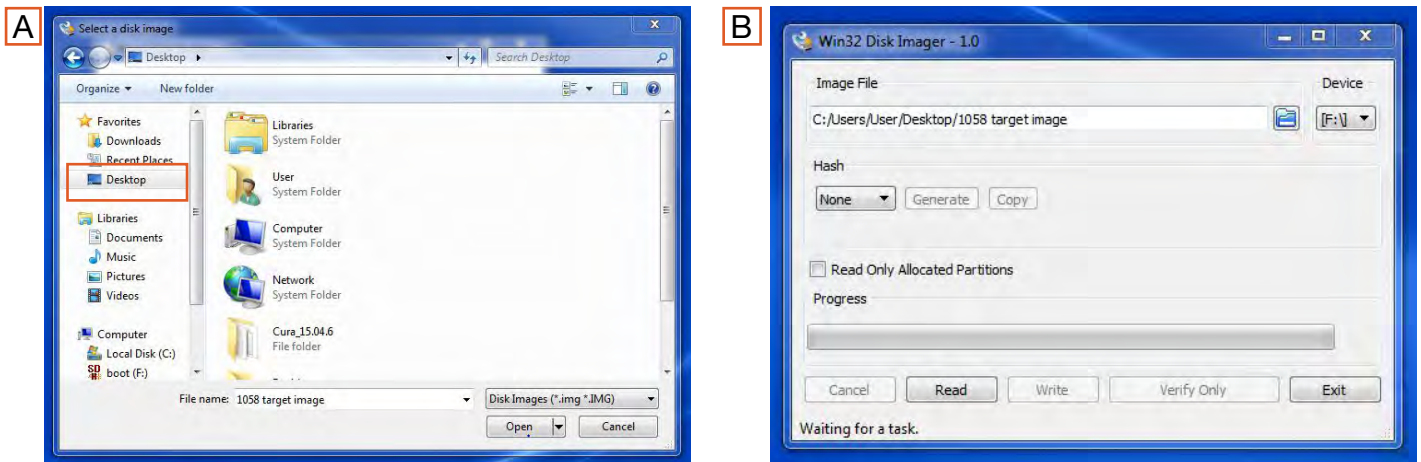 A
Select a disk image
Desktop
Search Desktop
Organize
New folder
Favorites
Downloads
Recent Places
Desktop
Libraries
Documents
Music
Pictures
Videos
Computer
Local Disk (C:)
boot (F:)
Libraries
System Folder
User
System Folder
Computer
System Folder
Network
System Folder
Cura_15.04.6
File folder
File name: 1058 target image
Disk Images (*.img *.IMG)
Open
Cancel
B
Win32 Disk Imager - 1.0
Image File
Device
C:/Users/User/Desktop/1058 target image
[F:\]
Hash
None
Generate
Copy
Read Only Allocated Partitions
Progress
Cancel
Read
Write
Verify Only
Exit
Waiting for a task.